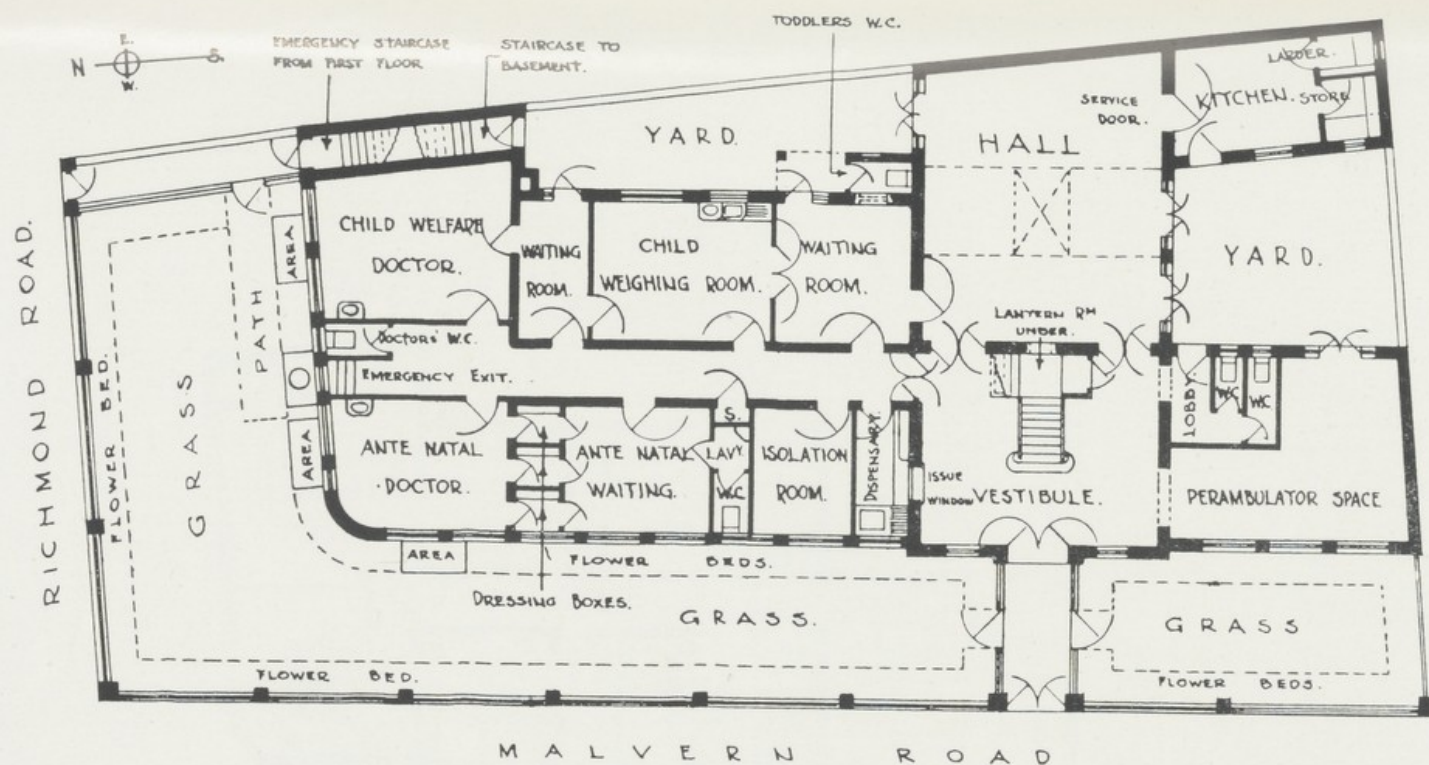 TODDLERS W.C.
E.
N
S.
W.
EMERGENCY STAIRCASE
FROM FIRST FLOOR
STAIRCASE TO
BASEMENT.
YARD.
HALL
SERVICE
DOOR.
KITCHEN.
LARDER.
STORE
CHILD WELFARE
DOCTOR.
WAITING
ROOM.
CHILD
WEIGHING ROOM.
WAITING
ROOM.
YARD.
AREA
PATH
LANTERN RM
UNDER.
DOCTORS' W.C.
EMERGENCY EXIT.
RICHMOND ROAD.
FLOWER BED.
GRASS
AREA
ANTE NATAL
DOCTOR.
ANTE NATAL
WAITING.
S.
LAVY.
W.C
ISOLATION
ROOM.
DISPENSARY.
ISSUE
WINDOW
VESTIBULE.
LOBBY
W.C
W.C
PERAMBULATOR SPACE
AREA
FLOWER BEDS.
DRESSING BOXES.
GRASS.
GRASS
FLOWER BED.
FLOWER BEDS.
MALVERN ROAD